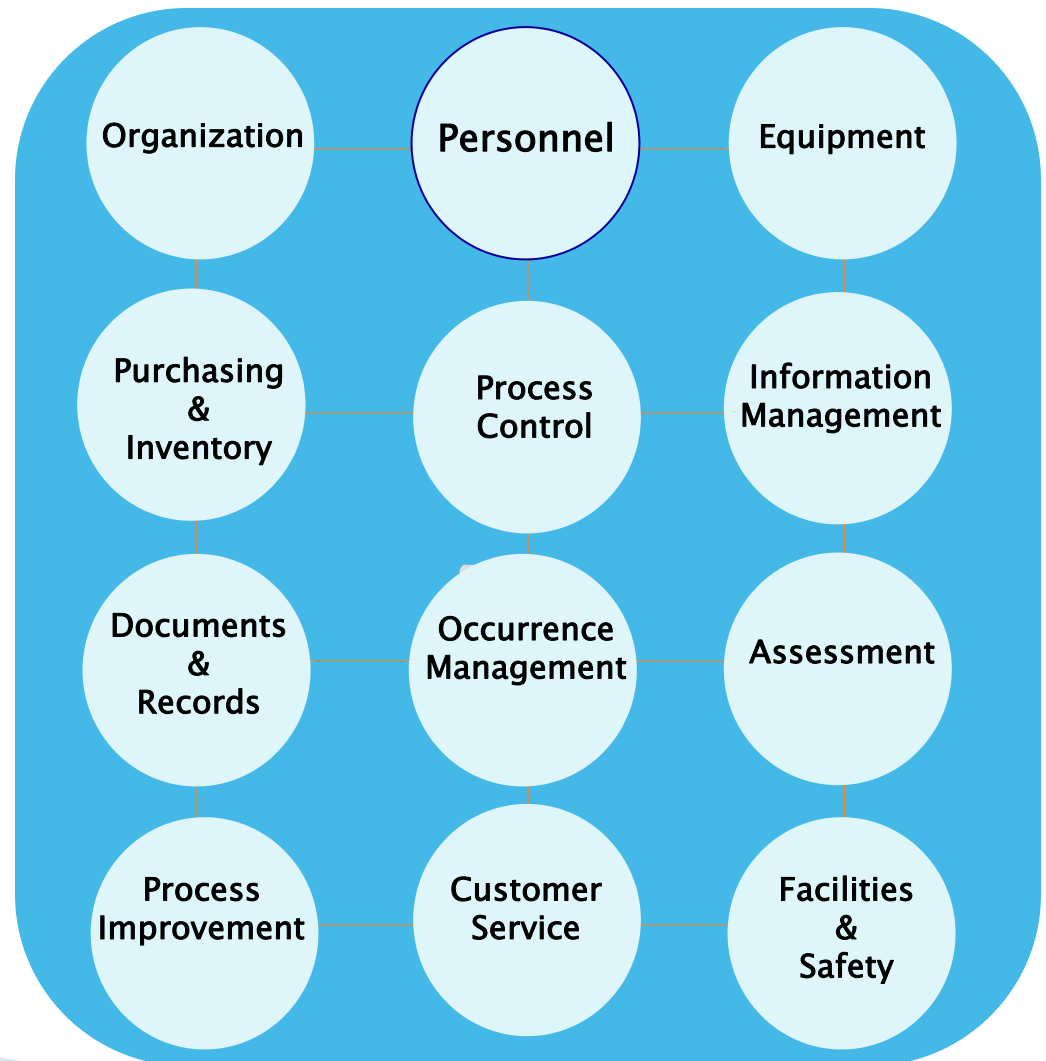 Organization
Personnel
Equipment
Purchasing
&
Inventory
Process
Control
Information
Management
Documents
&
Records
Occurrence
Management
Assessment
Process
Improvement
Customer
Service
Facilities
&
Safety